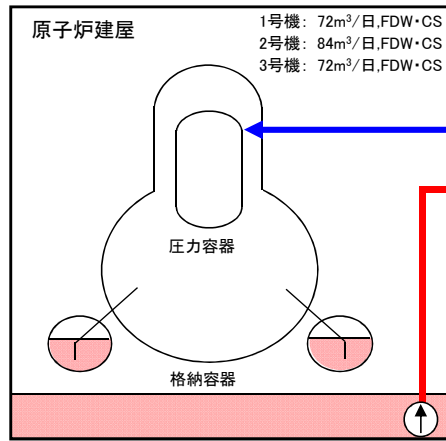 原子炉建屋
1号機: 72m³/日,FDW・CS
2号機: 84m³/日,FDW・CS
3号機: 72m³/日,FDW・CS
圧力容器
格納容器